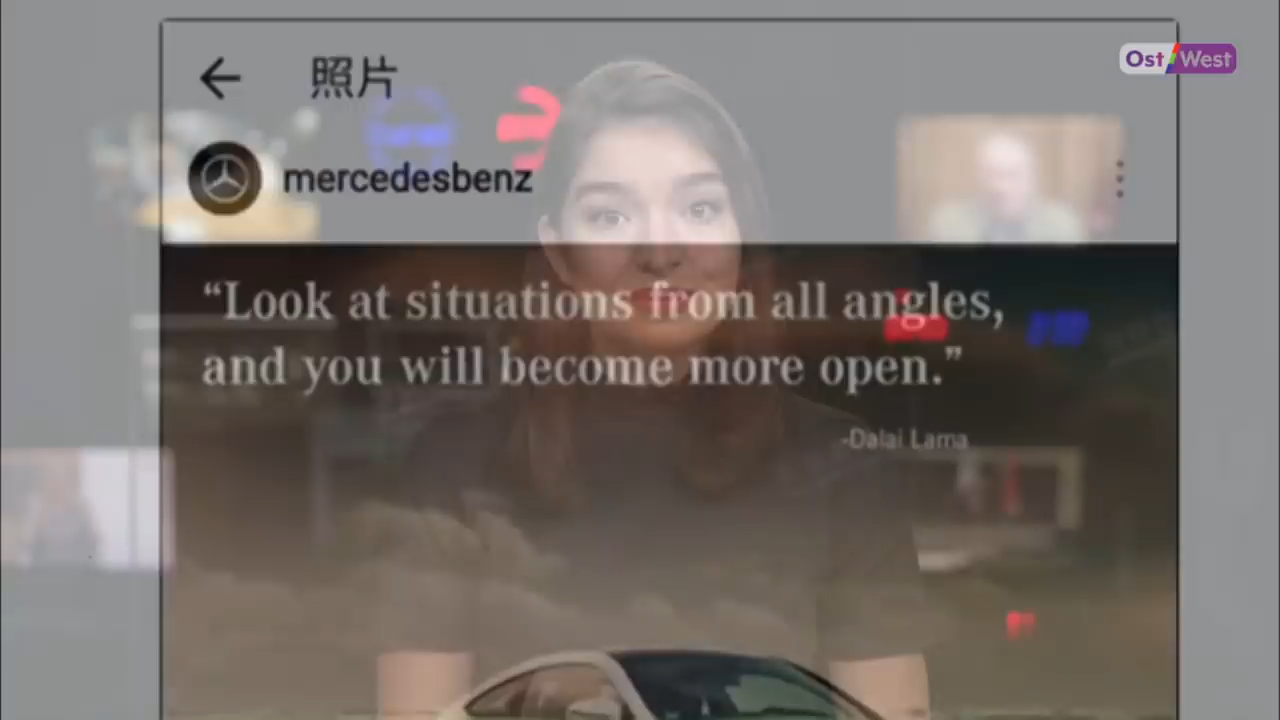 Ost/West
照片
mercedesbenz
“Look at situations from all angles,
and you will become more open.”
-Dalai Lama